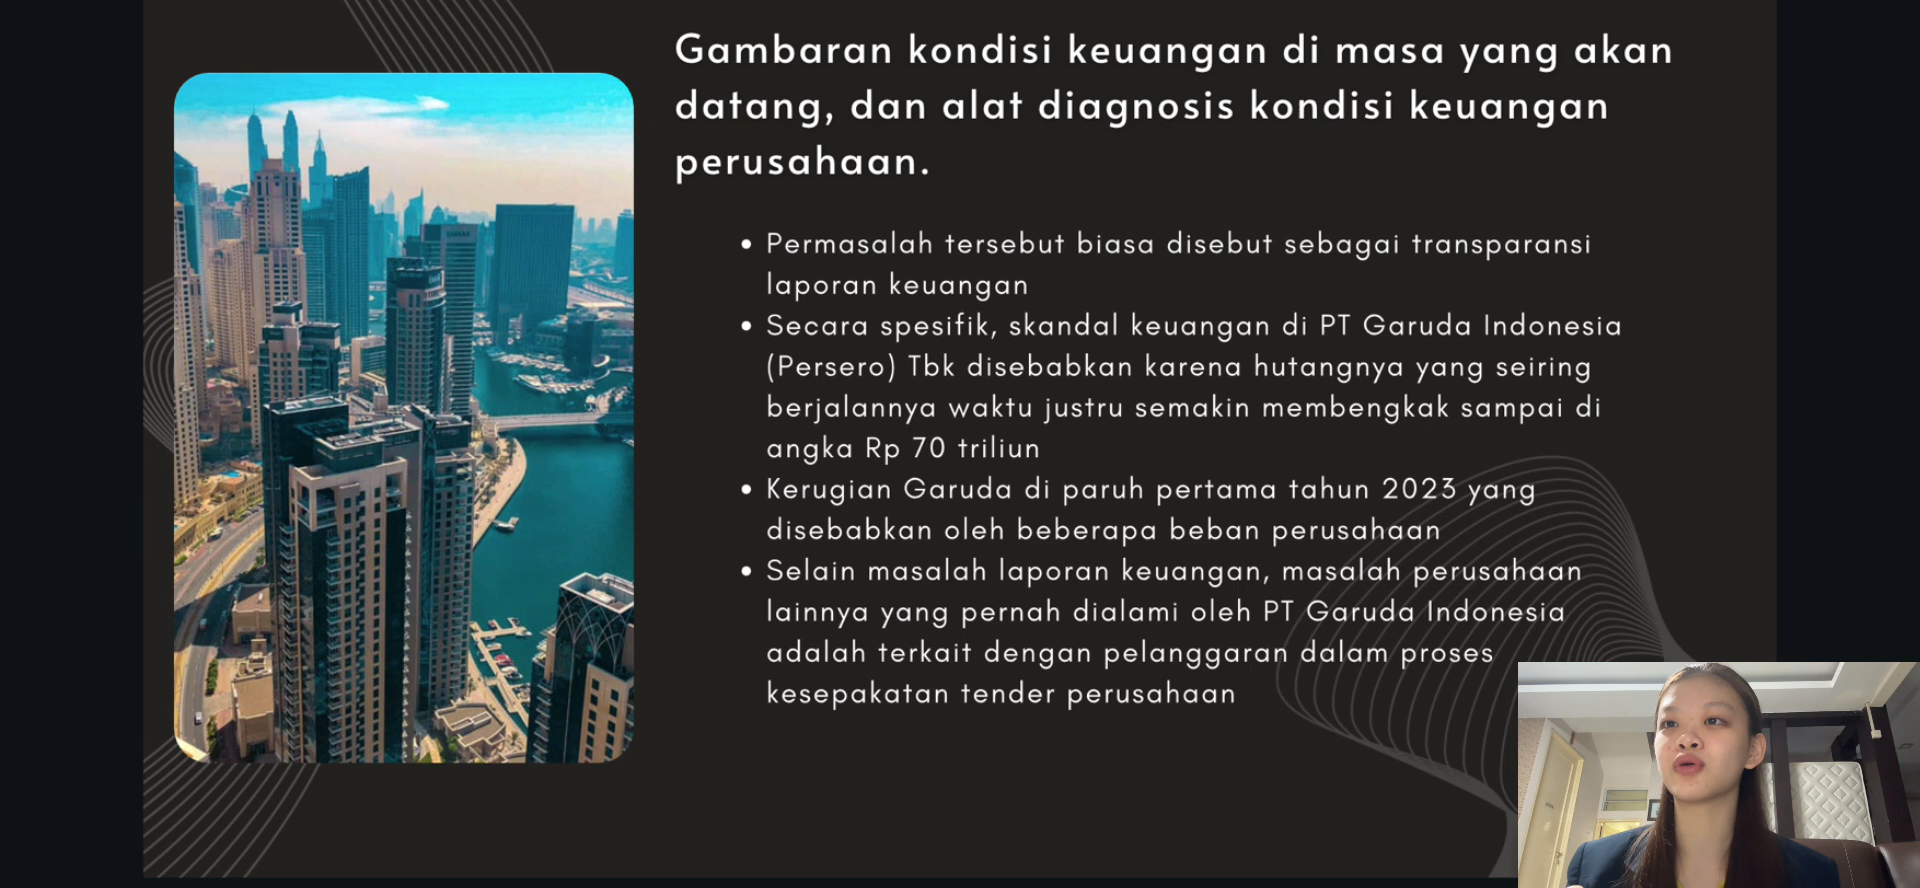 Gambaran kondisi keuangan di masa yang akan
datang, dan alat diagnosis kondisi keuangan
perusahaan.
• Permasalah tersebut biasa disebut sebagai transparansi
laporan keuangan
• Secara spesifik, skandal keuangan di PT Garuda Indonesia
(Persero) Tbk disebabkan karena hutangnya yang seiring
berjalannya waktu justru semakin membengkak sampai di
angka Rp 70 triliun
• Kerugian Garuda di paruh pertama tahun 2023 yang
disebabkan oleh beberapa beban perusahaan
• Selain masalah laporan keuangan, masalah perusahaan
lainnya yang pernah dialami oleh PT Garuda Indonesia
adalah terkait dengan pelanggaran dalam proses
kesepakatan tender perusahaan